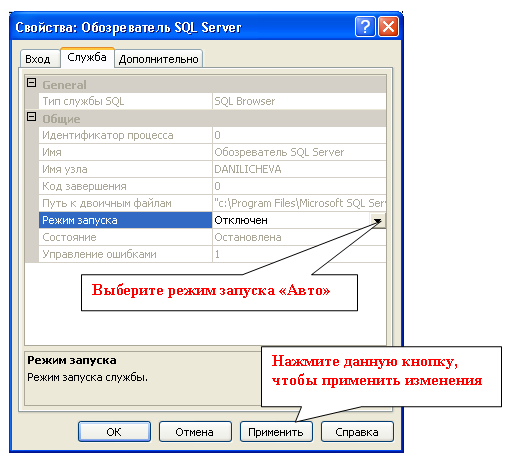 Свойства: Обозреватель SQL Server
Вход Служба Дополнительно
General
Тип службы SQL SQL Browser
Общие
Идентификатор процесса 0
Имя Обозреватель SQL Server
Имя узла DANILICHEVA
Код завершения 0
Путь к двоичным файлам "c:\Program Files\Microsoft SQL Ser
Режим запуска Отключен
Состояние Остановлена
Управление ошибками 1
Выберите режим запуска «Авто»
Режим запуска
Режим запуска службы.
Нажмите данную кнопку,
чтобы применить изменения
ОК Отмена Применить Справка